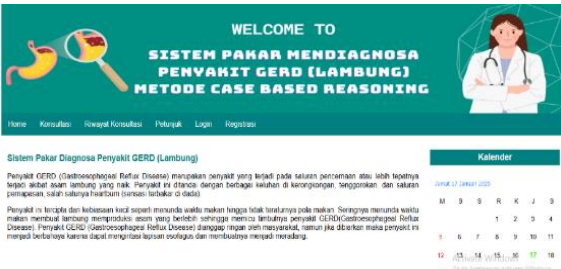 WELCOME TO
SISTEM PAKAR MENDIAGNOSA
PENYAKIT GERD (LAMBUNG)
METODE CASE BASED REASONING
Home Konsultasi Riwayat Konsultasi Petunjuk Login Registrasi
Sistem Pakar Diagnosa Penyakit GERD (Lambung)
Penyakit GERD (Gastroesophageal Reflux Disease) merupakan penyakit yang terjadi pada saluran pencernaan atau lebih tepatnya
terjadi akibat asam lambung yang naik. Penyakit ini ditandai dengan berbagai keluhan di kerongkongan, tenggorokan, dan saluran
pernapasan, salah satunya heartburn (sensasi terbakar di dada).
Penyakit ini tercipta dari kebiasaan kecil seperti menunda waktu makan hingga tidak teraturnya pola makan. Seringnya menunda waktu
makan membuat lambung memproduksi asam yang berlebih sehingga memicu timbulnya penyakit GERD(Gastroesophageal Reflux
Disease). Penyakit GERD (Gastroesophageal Reflux Disease) dianggap ringan oleh masyarakat, namun jika dibiarkan maka penyakit ini
menjadi berbahaya karena dapat mengiritasi lapisan esofagus dan membuatnya menjadi meradang.
Kalender
Jumat 17 Januari
M S S R K J S
1 2 3 4
5 6 7 8 9 10 11
12 13 14 15 16 17 18
Activate Windows